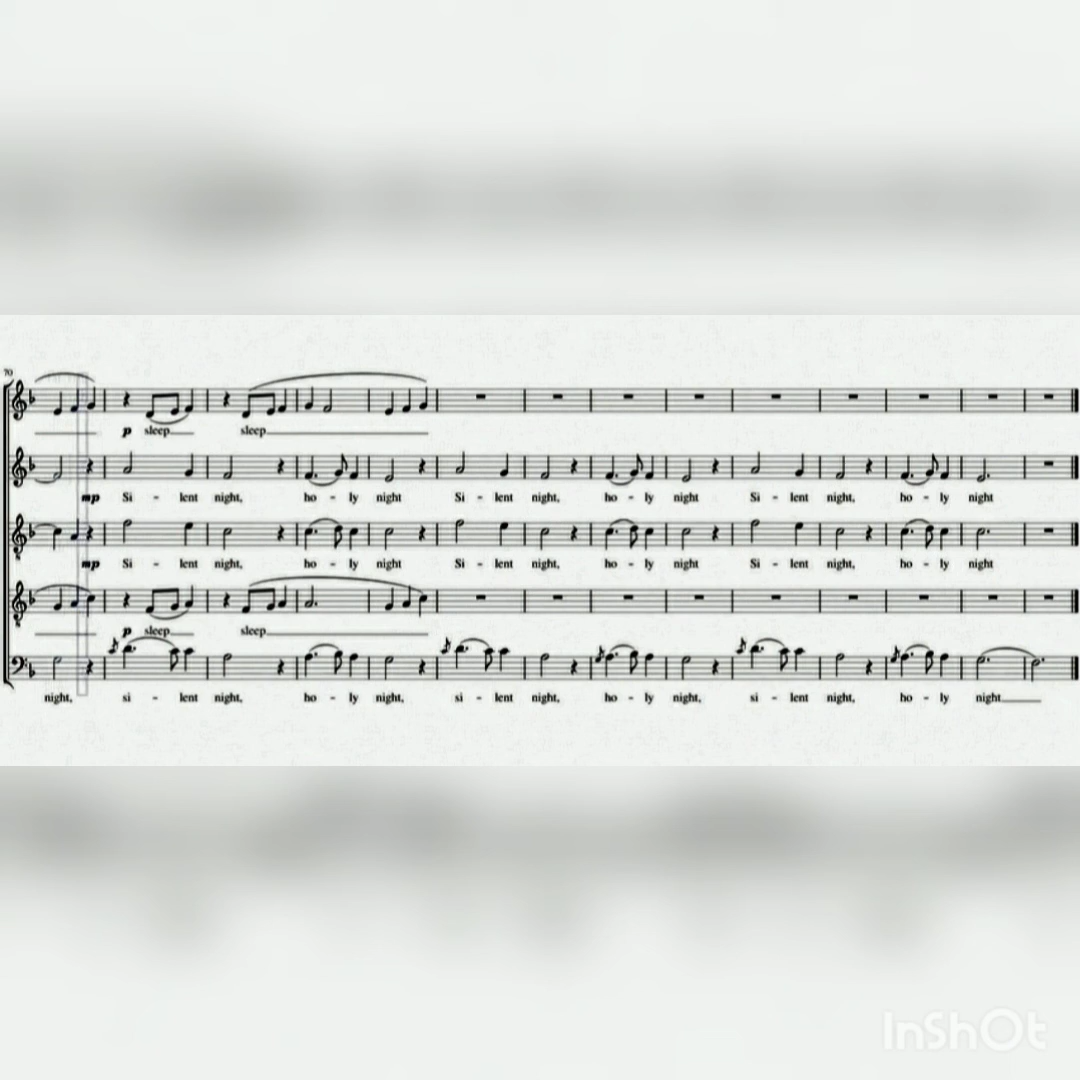 70
p sleep sleep
mp Si - lent night, ho - ly night Si - lent night, ho - ly night Si - lent night, ho - ly night
mp Si - lent night, ho - ly night Si - lent night, ho - ly night Si - lent night, ho - ly night
p sleep sleep
night, si - lent night, ho - ly night, si - lent night, ho - ly night, si - lent night, ho - ly night
InShOt